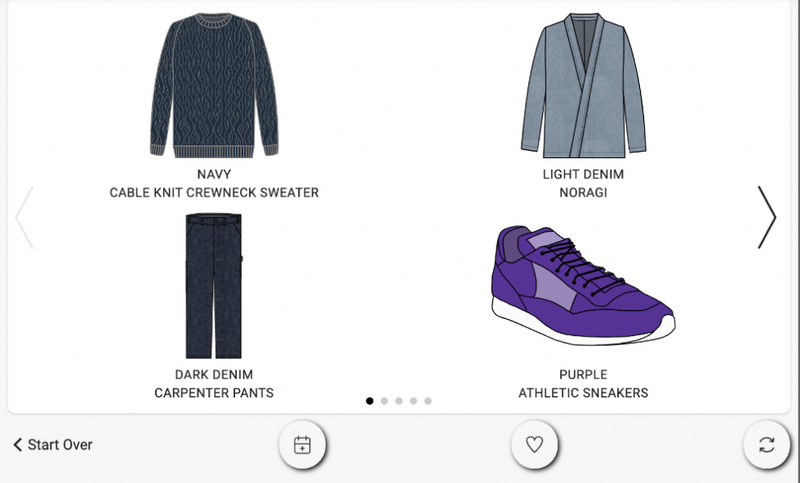 NAVY
CABLE KNIT CREWNECK SWEATER
LIGHT DENIM
NORAGI
DARK DENIM
CARPENTER PANTS
PURPLE
ATHLETIC SNEAKERS
Start Over